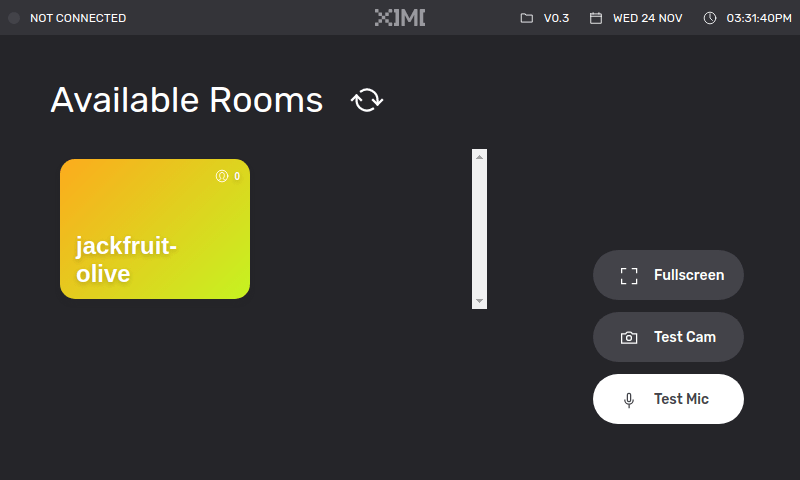 NOT CONNECTED
XIMI
V0.3
WED 24 NOV
03:31:40PM
Available Rooms
0
jackfruit-
olive
Fullscreen
Test Cam
Test Mic